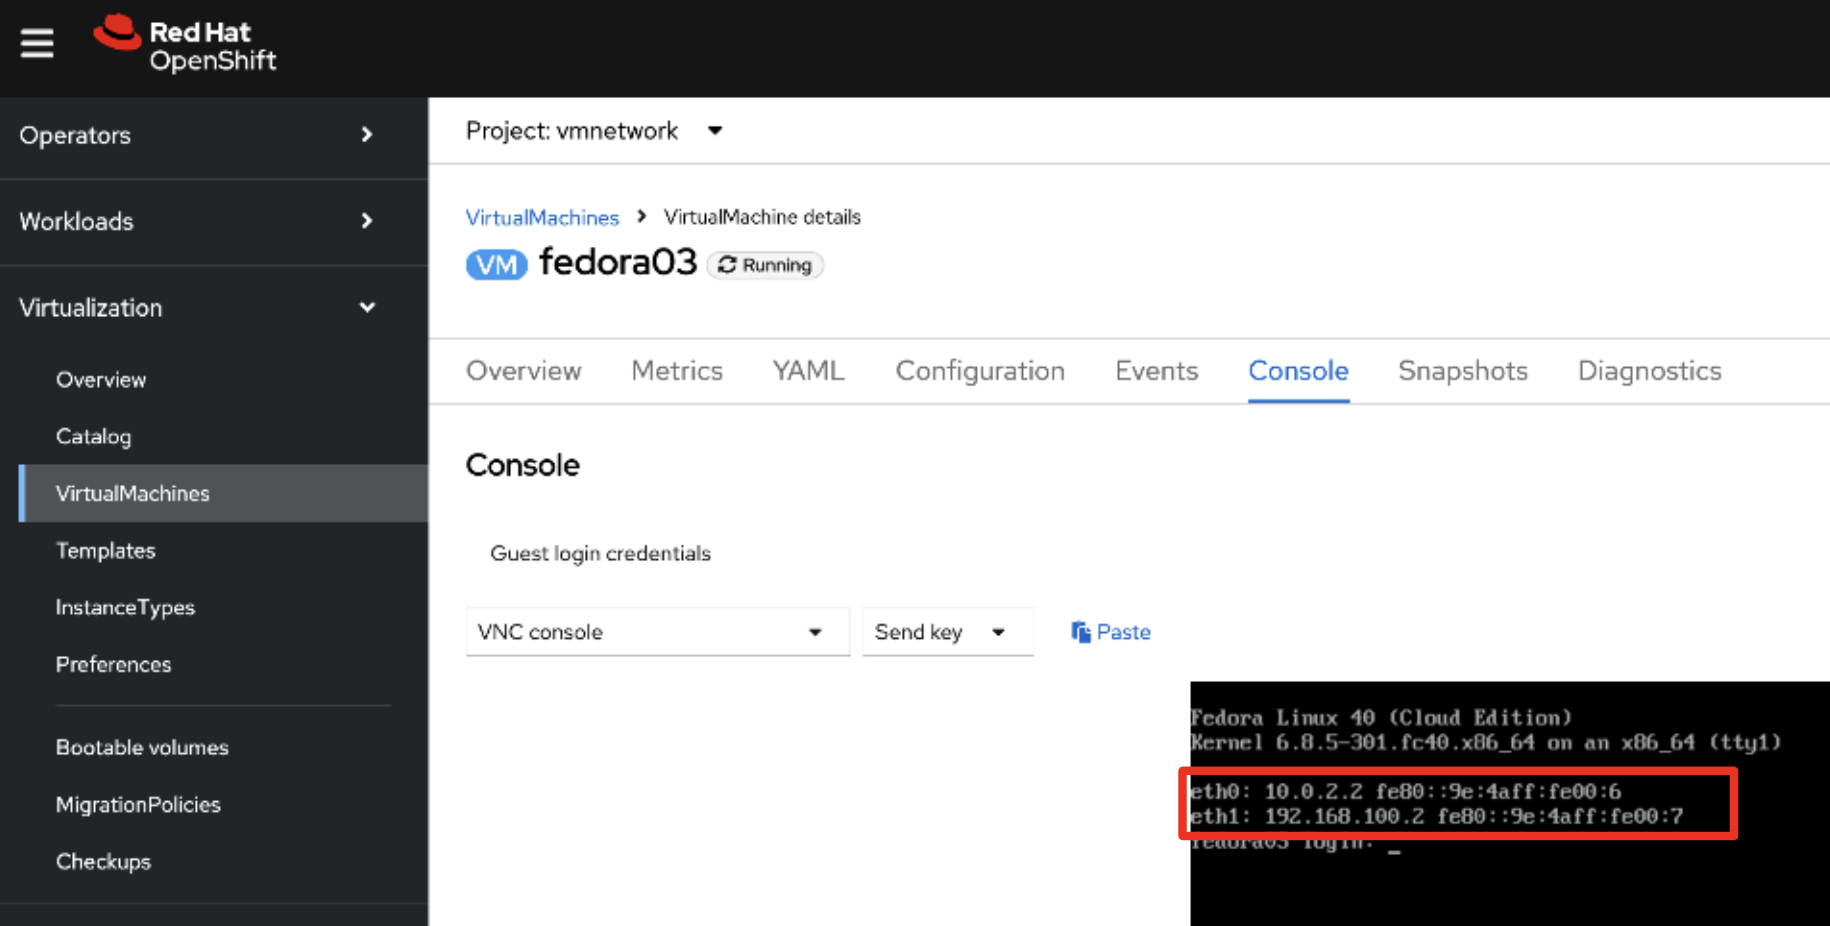 Red Hat
OpenShift
Operators
Workloads
Virtualization
Overview
Catalog
VirtualMachines
Templates
InstanceTypes
Preferences
Bootable volumes
MigrationPolicies
Checkups
Project: vmnetwork
VirtualMachines > VirtualMachine details
VM fedora03 Running
Overview Metrics YAML Configuration Events Console Snapshots Diagnostics
Console
Guest login credentials
VNC console Send key Paste
Fedora Linux 40 (Cloud Edition)
Kernel 6.8.5-301.fc40.x86_64 on an x86_64 (tty1)
eth0: 10.0.2.2 fe80::9e:4aff:fe00:6
eth1: 192.168.100.2 fe80::9e:4aff:fe00:7
fedora03 login: _